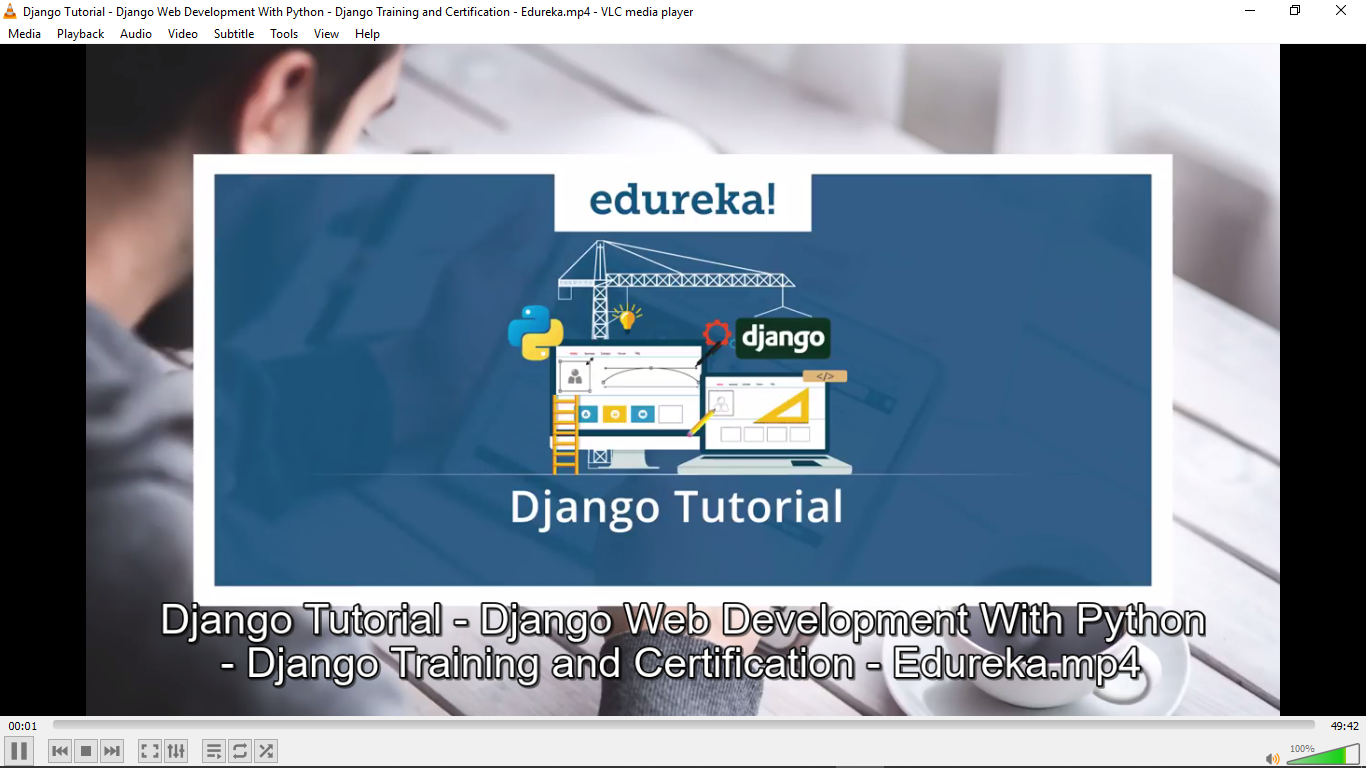 Django Tutorial - Django Web Development With Python - Django Training and Certification - Edureka.mp4 - VLC media player
Media Playback Audio Video Subtitle Tools View Help
edureka!
django
</>
Django Tutorial
Django Tutorial - Django Web Development With Python
- Django Training and Certification - Edureka.mp4
00:01 49:42
100%